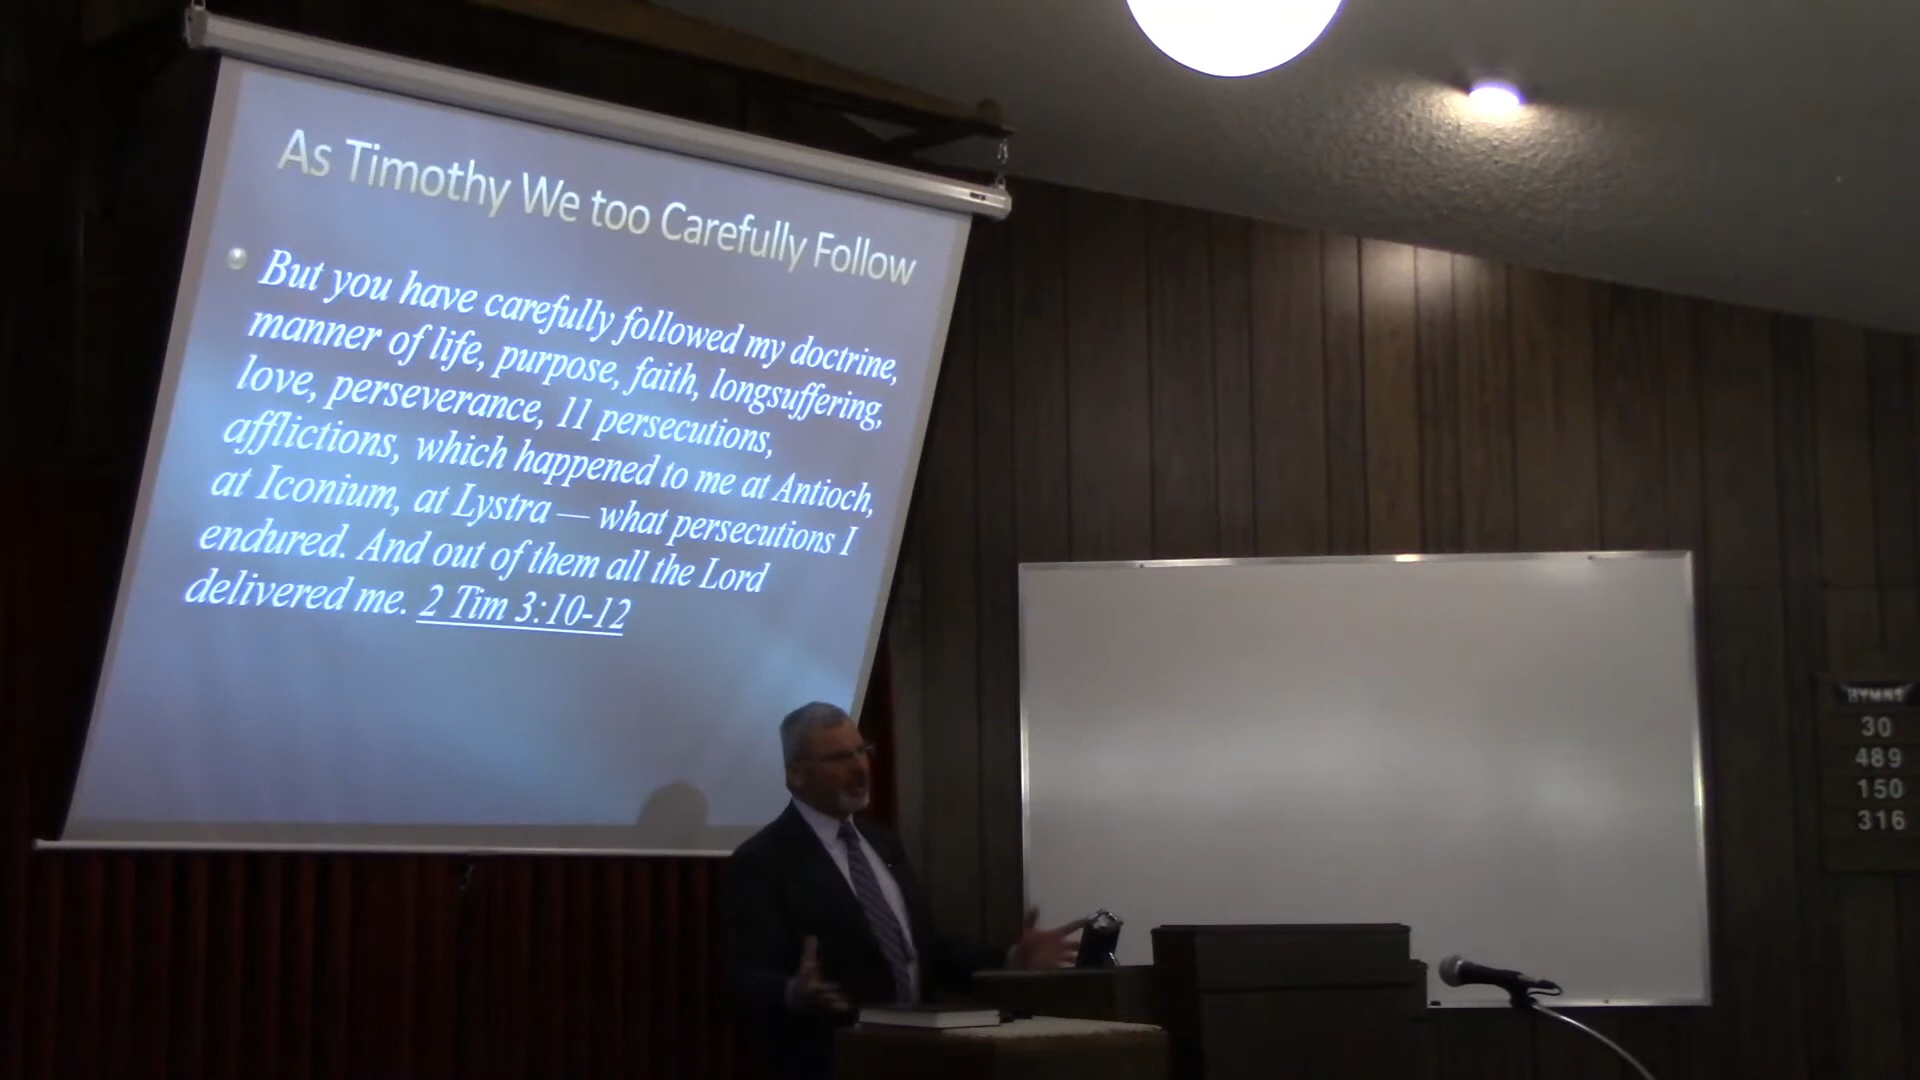 As Timothy We too Carefully Follow
But you have carefully followed my doctrine,
manner of life, purpose, faith, longsuffering,
love, perseverance, 11 persecutions,
afflictions, which happened to me at Antioch,
at Iconium, at Lystra — what persecutions I
endured. And out of them all the Lord
delivered me. 2 Tim 3:10-12
HYMNS
30
489
150
316